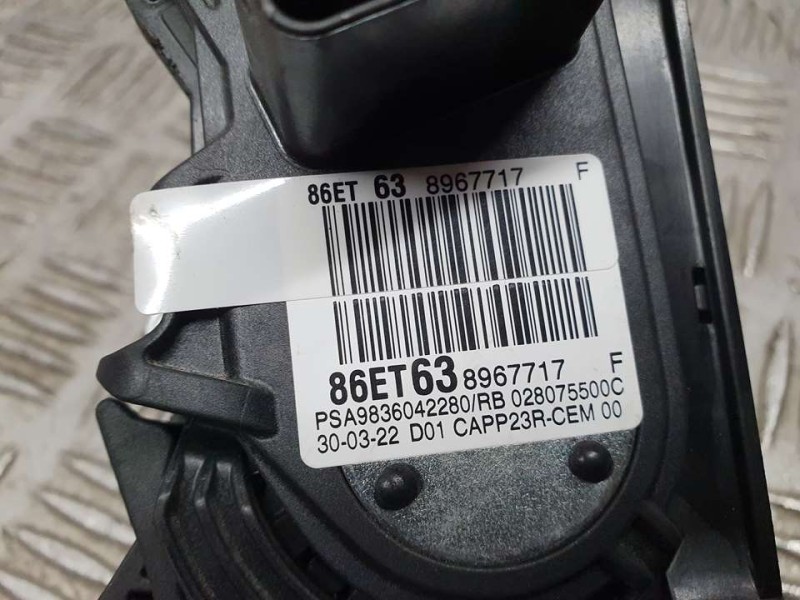 86ET 63 8967717 F
86ET63 8967717 F
PSA9836042280/RB 028075500C
30-03-22 D01 CAPP23R-CEM 00